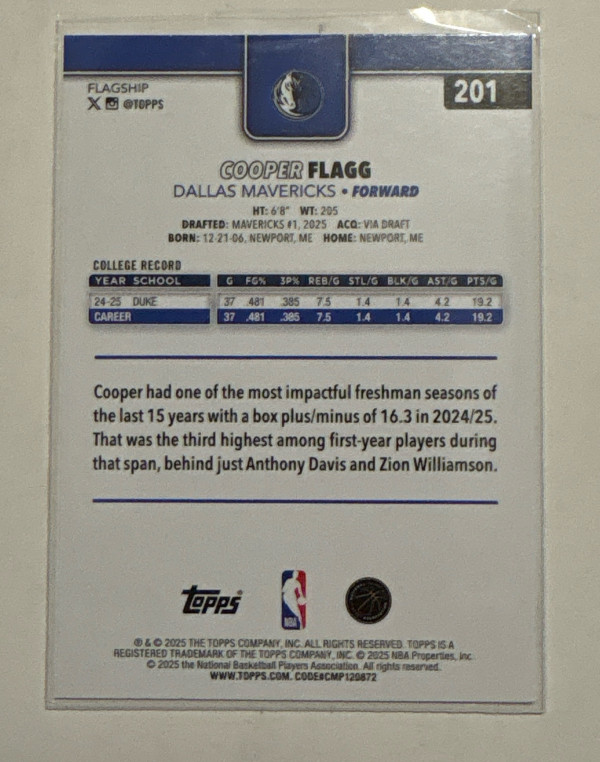 FLAGSHIP
X @TOPPS
201
COOPER FLAGG
DALLAS MAVERICKS • FORWARD
HT: 6'8" WT: 205
DRAFTED: MAVERICKS #1, 2025 ACQ: VIA DRAFT
BORN: 12-21-06, NEWPORT, ME HOME: NEWPORT, ME
COLLEGE RECORD
YEAR SCHOOL G FG% 3P% REB/G STL/G BLK/G AST/G PTS/G
24-25 DUKE 37 .481 .385 7.5 1.4 1.4 4.2 19.2
CAREER 37 .481 .385 7.5 1.4 1.4 4.2 19.2
Cooper had one of the most impactful freshman seasons of
the last 15 years with a box plus/minus of 16.3 in 2024/25.
That was the third highest among first-year players during
that span, behind just Anthony Davis and Zion Williamson.
Topps NBA
® & © 2025 THE TOPPS COMPANY, INC. ALL RIGHTS RESERVED. TOPPS IS A
REGISTERED TRADEMARK OF THE TOPPS COMPANY, INC. © 2025 NBA Properties, Inc.
© 2025 the National Basketball Players Association. All rights reserved.
WWW.TOPPS.COM. CODE#CMP120872